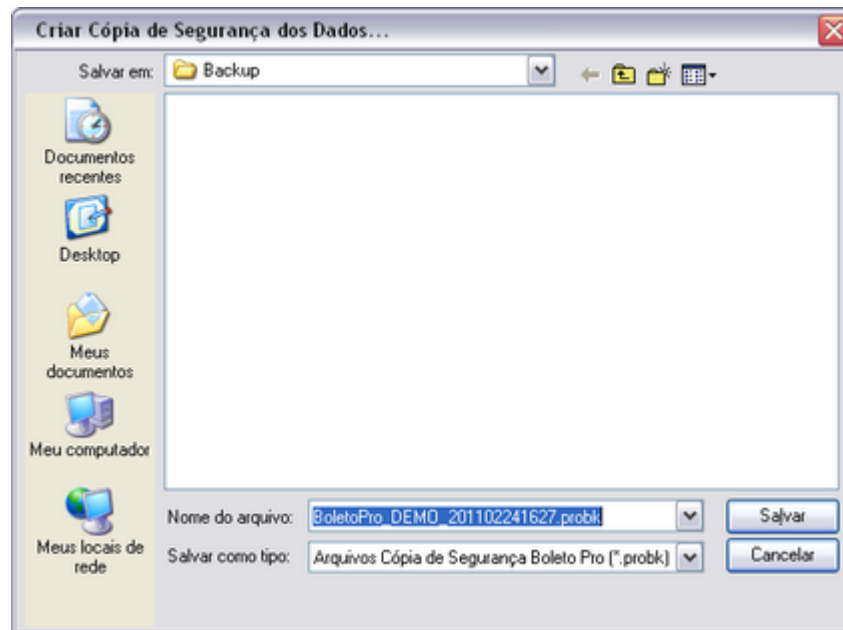 Criar Cópia de Segurança dos Dados...
Salvar em:
Backup
Documentos
recentes
Desktop
Meus
documentos
Meu computador
Meus locais de
rede
Nome do arquivo:
BoletoPro_DEMO_201102241627.probk
Salvar
Salvar como tipo:
Arquivos Cópia de Segurança Boleto Pro (*.probk)
Cancelar